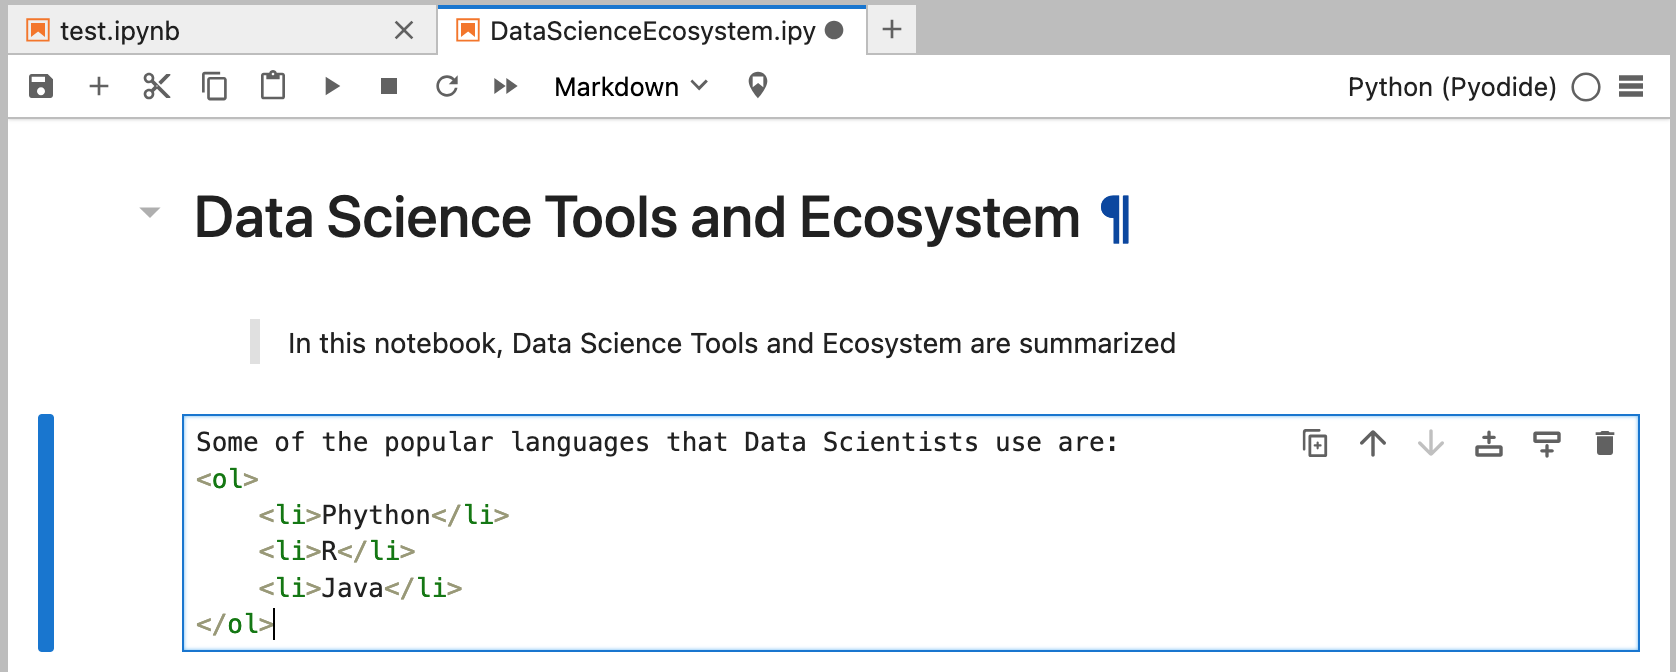 test.ipynb
DataScienceEcosystem.ipy
Markdown
Python (Pyodide)
Data Science Tools and Ecosystem ¶
In this notebook, Data Science Tools and Ecosystem are summarized
Some of the popular languages that Data Scientists use are:
<ol>
    <li>Phython</li>
    <li>R</li>
    <li>Java</li>
</ol>